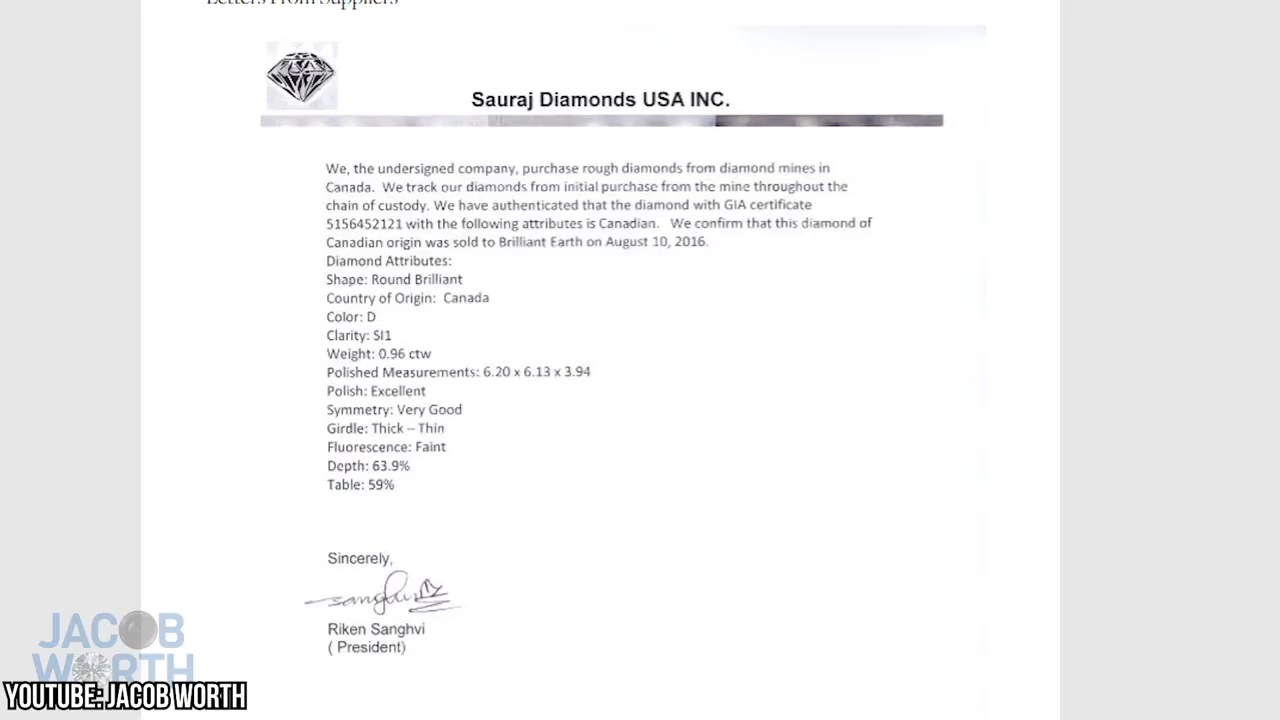 Letters From Suppliers
Sauraj Diamonds USA INC.
We, the undersigned company, purchase rough diamonds from diamond mines in
Canada. We track our diamonds from initial purchase from the mine throughout the
chain of custody. We have authenticated that the diamond with GIA certificate
5156452121 with the following attributes is Canadian. We confirm that this diamond of
Canadian origin was sold to Brilliant Earth on August 10, 2016.
Diamond Attributes:
Shape: Round Brilliant
Country of Origin: Canada
Color: D
Clarity: SI1
Weight: 0.96 ctw
Polished Measurements: 6.20 x 6.13 x 3.94
Polish: Excellent
Symmetry: Very Good
Girdle: Thick – Thin
Fluorescence: Faint
Depth: 63.9%
Table: 59%
Sincerely,
Riken Sanghvi
( President)
JACOB
WORTH
YOUTUBE: JACOB WORTH